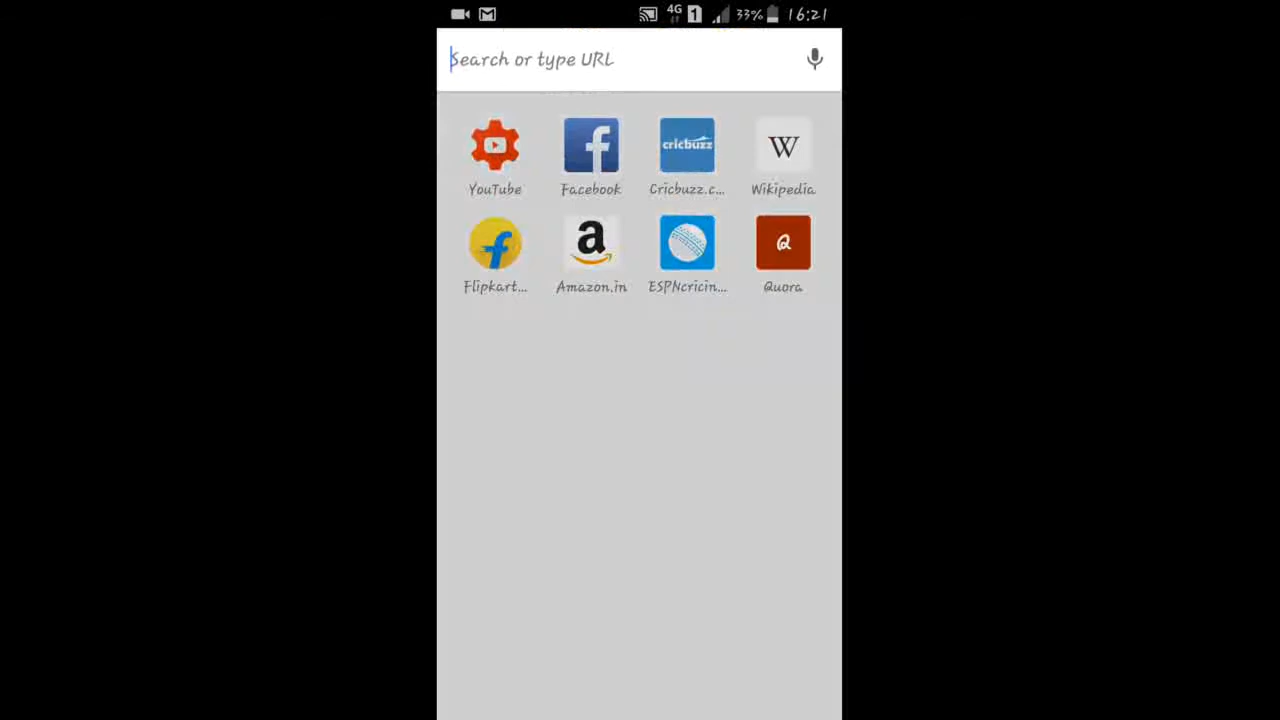 4G 1 33% 16:21
Search or type URL
cricbuzz W
YouTube Facebook Cricbuzz.c... Wikipedia
a Q
Flipkart... Amazon.in ESPNcricin... Quora